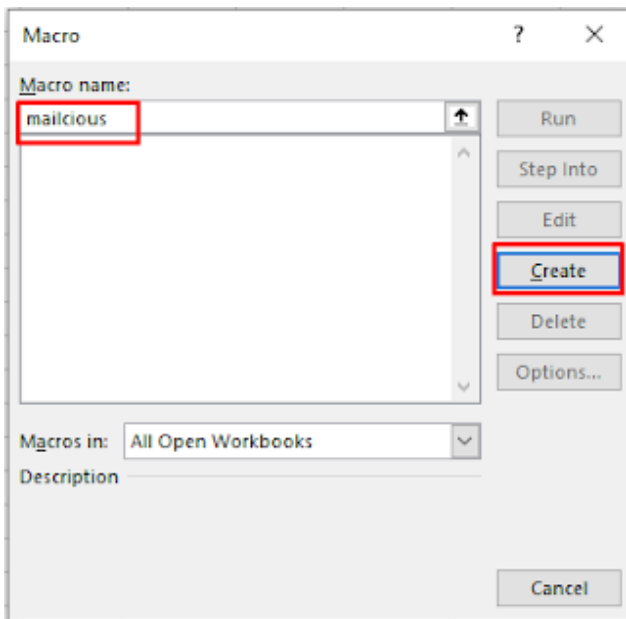 Macro
?
Macro name:
mailcious
Run
Step Into
Edit
Create
Delete
Options...
Macros in:
All Open Workbooks
Description
Cancel